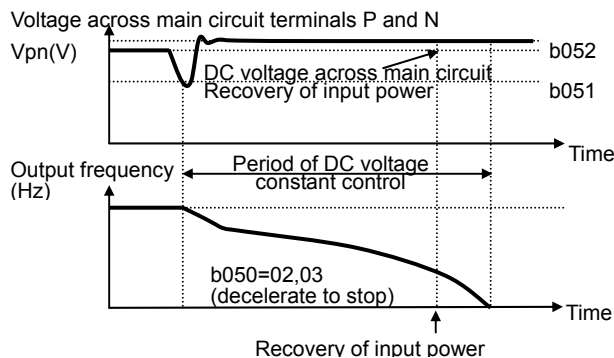 Voltage across main circuit terminals P and N
Vpn(V)
b052
DC voltage across main circuit
Recovery of input power
b051
Time
Output frequency
(Hz)
Period of DC voltage
constant control
b050=02,03
(decelerate to stop)
Time
Recovery of input power